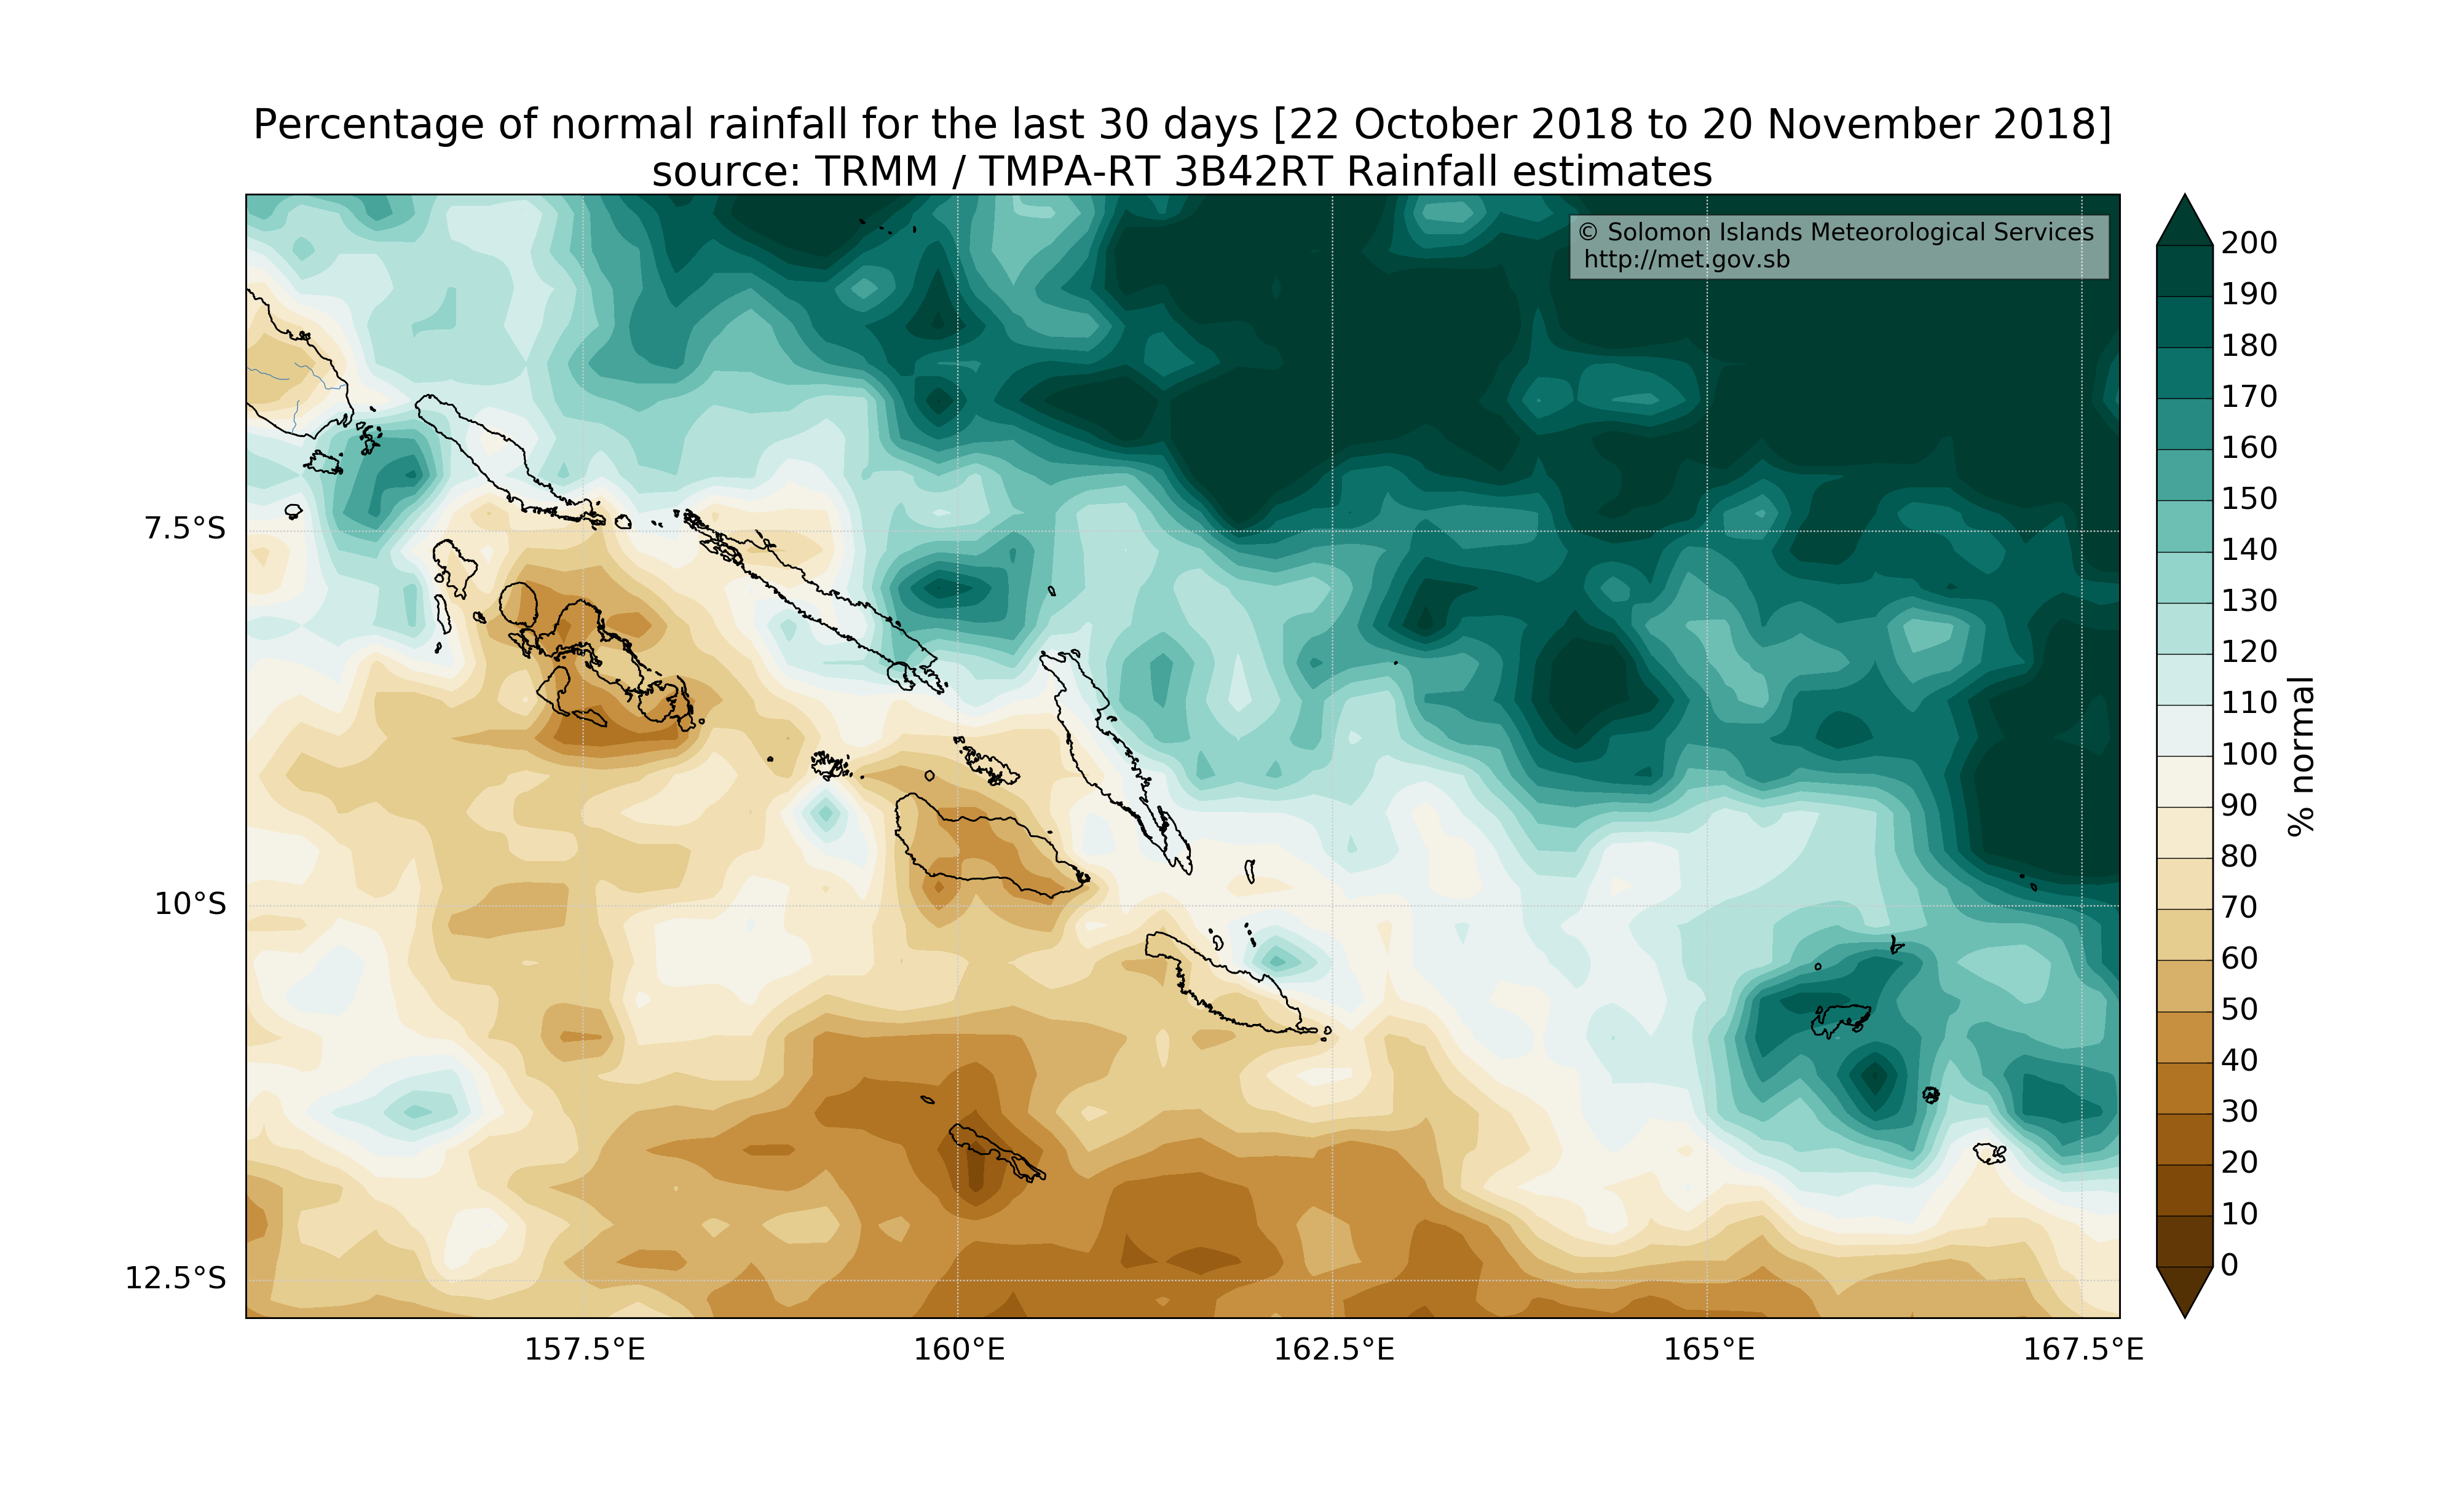 Percentage of normal rainfall for the last 30 days [22 October 2018 to 20 November 2018]
source: TRMM / TMPA-RT 3B42RT Rainfall estimates
© Solomon Islands Meteorological Services
http://met.gov.sb
7.5°S
10°S
12.5°S
157.5°E
160°E
162.5°E
165°E
167.5°E
200
190
180
170
160
150
140
130
120
110
100
90
80
70
60
50
40
30
20
10
0
% normal